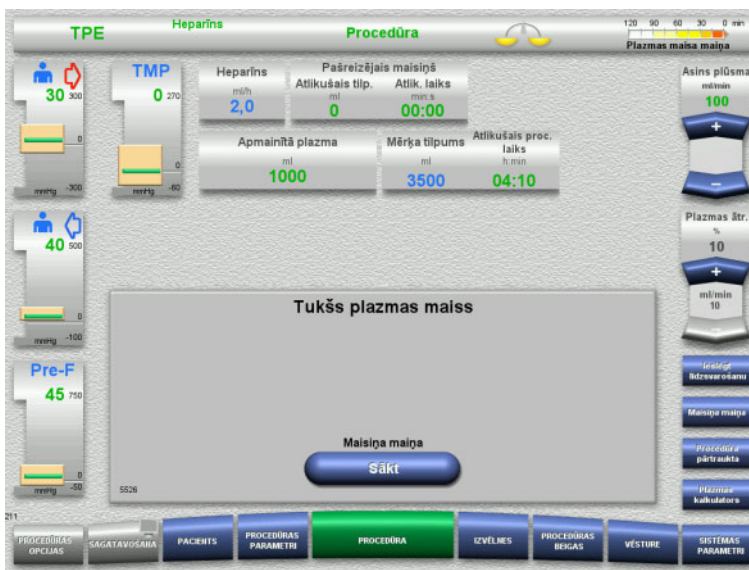 TPE
Heparīns
Procedūra
120 90 60 30 0 min
Plazmas maisa maiņa
30 300
0
mmHg -300
TMP
0 270
0
mmHg -60
Heparīns
ml/h
2,0
Pašreizējais maisiņš
Atlikušais tilp. Atlik. laiks
ml min:s
0 00:00
Apmainītā plazma
ml
1000
Mērķa tilpums
ml
3500
Atlikušais proc.
laiks
h:min
04:10
Asins plūsma
ml/min
100
+
−
40 500
0
mmHg -100
Plazmas ātr.
%
10
+
ml/min
10
−
Pre-F
45 750
0
mmHg -50
Tukšs plazmas maiss
Maisiņa maiņa
Sākt
5526
Ieslēgt
līdzsvarošanu
Maisiņa maiņa
Procedūra
pārtraukta
Plazmas
kalkulators
211
PROCEDŪRAS
OPCIJAS
SAGATAVOŠANA
PACIENTS
PROCEDŪRAS
PARAMETRI
PROCEDŪRA
IZVĒLNES
PROCEDŪRAS
BEIGAS
VĒSTURE
SISTĒMAS
PARAMETRI